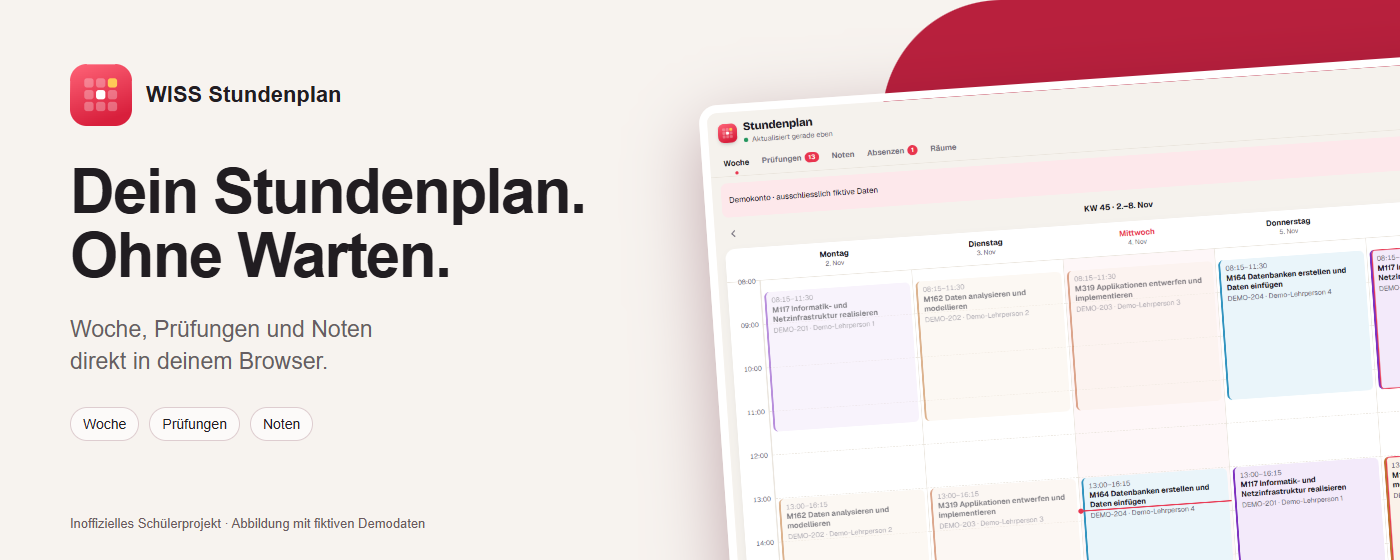 WISS Stundenplan
Dein Stundenplan.
Ohne Warten.
Woche, Prüfungen und Noten
direkt in deinem Browser.
Woche
Prüfungen
Noten
Inoffizielles Schülerprojekt · Abbildung mit fiktiven Demodaten
Stundenplan
Aktualisiert gerade eben
Woche
Prüfungen 13
Noten
Absenzen 1
Räume
Demokonto · ausschliesslich fiktive Daten
KW 45 · 2.–8. Nov
Montag
2. Nov
Dienstag
3. Nov
Mittwoch
4. Nov
Donnerstag
5. Nov
08:00
09:00
10:00
11:00
12:00
13:00
14:00
08:15–11:30
M117 Informatik- und
Netzinfrastruktur realisieren
DEMO-201 · Demo-Lehrperson 1
08:15–11:30
M162 Daten analysieren und
modellieren
DEMO-202 · Demo-Lehrperson 2
08:15–11:30
M319 Applikationen entwerfen und
implementieren
DEMO-203 · Demo-Lehrperson 3
08:15–11:30
M164 Datenbanken erstellen und
Daten einfügen
DEMO-204 · Demo-Lehrperson 4
08:15–
M117
13:00–16:15
M162 Daten analysieren und
modellieren
DEMO-202 · Demo-Lehrperson 2
13:00–16:15
M319 Applikationen entwerfen und
implementieren
DEMO-203 · Demo-Lehrperson 3
13:00–16:15
M164 Datenbanken erstellen und
Daten einfügen
DEMO-204 · Demo-Lehrperson 4
13:00–16:15
M117 Informatik- und
Netzinfrastruktur realisieren
DEMO-201 · Demo-Lehrperson 1